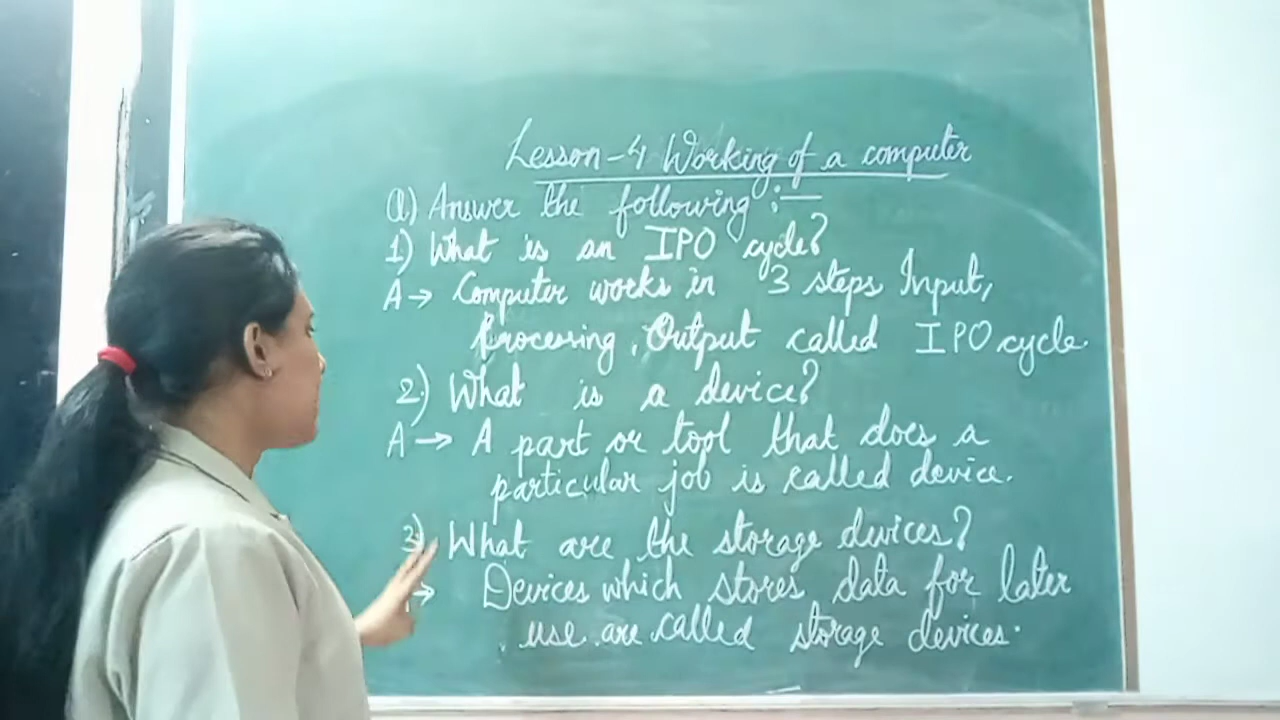 Lesson-4 Working of a computer
Q) Answer the following :—
1) What is an IPO cycle?
A→ Computer works in 3 steps Input,
Processing, Output called IPO cycle.
2) What is a device?
A→ A part or tool that does a
particular job is called device.
3) What are the storage devices?
→ Devices which stores data for later
use are called storage devices.